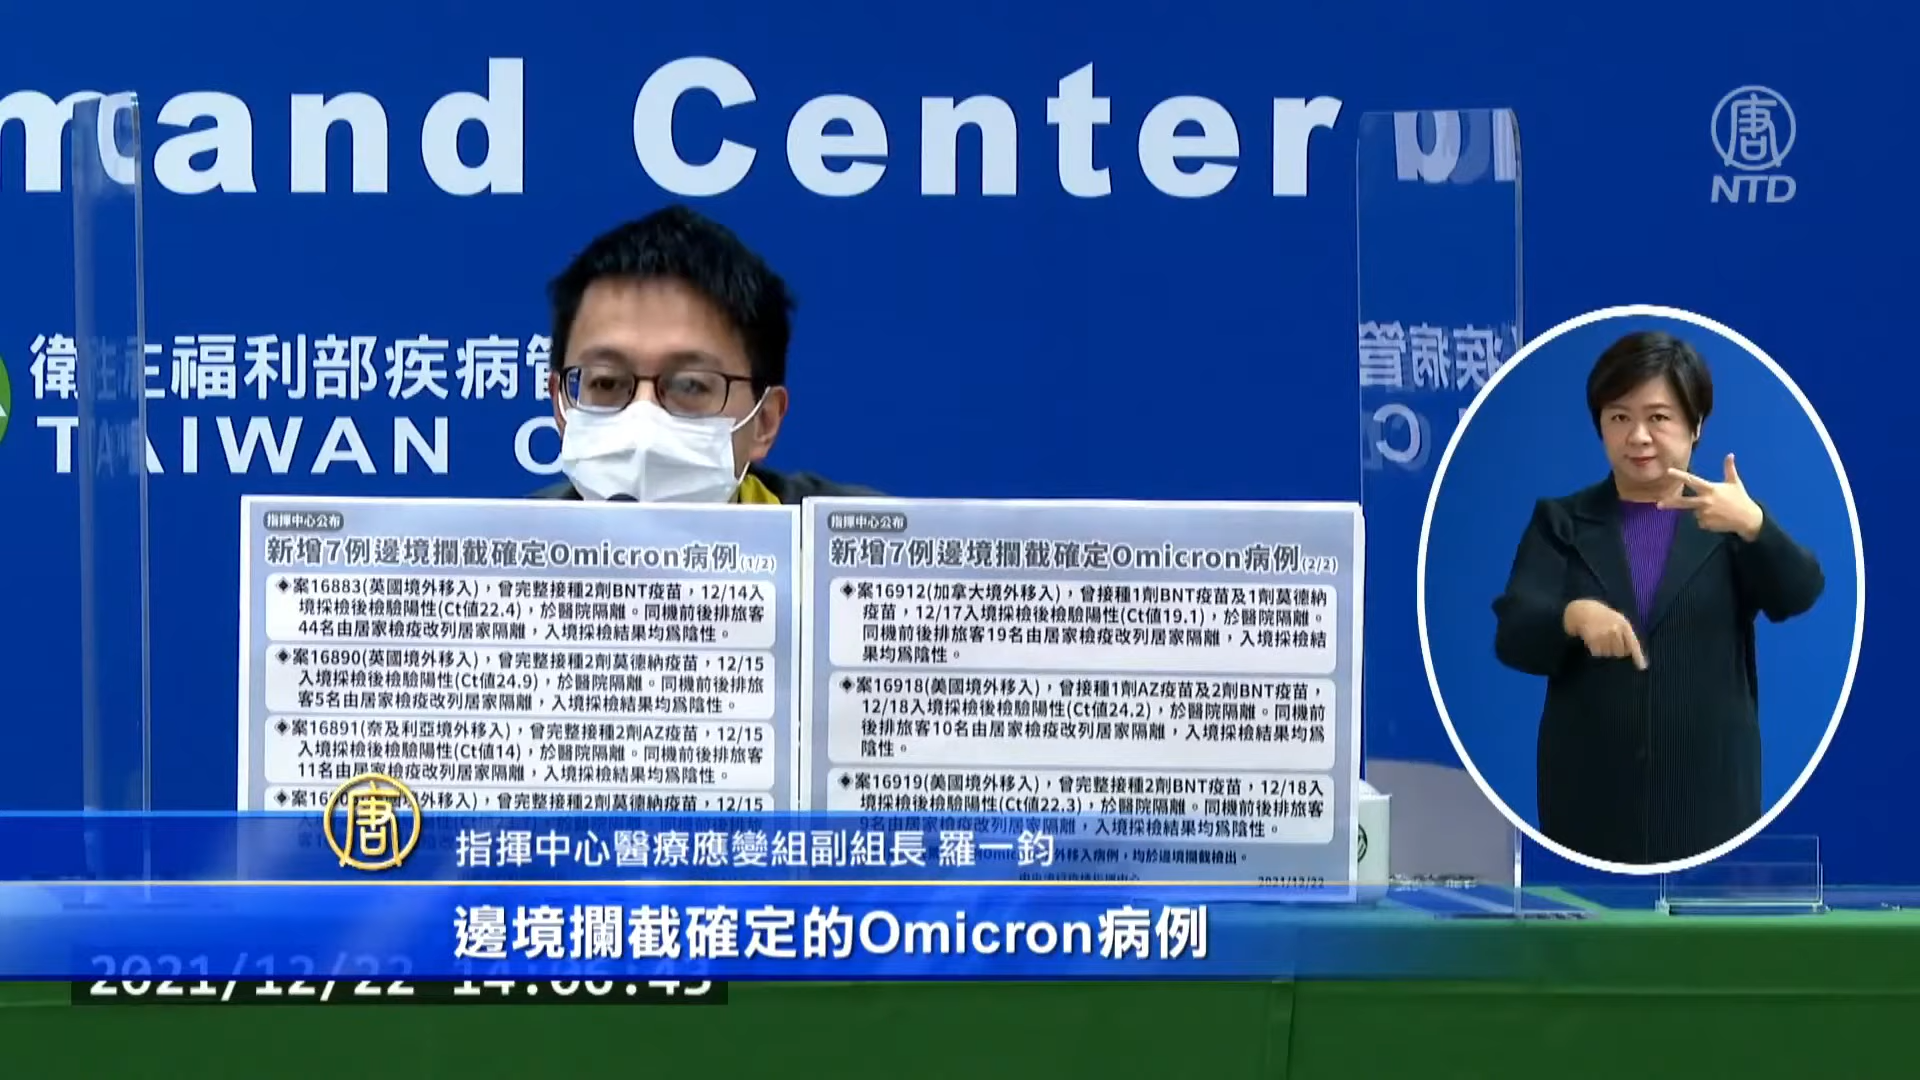 mand Center
唐
NTD
衛生福利部疾病管
TAIWAN C
指揮中心公布
新增7例邊境攔截確定Omicron病例(1/2)
◆案16883(英國境外移入)，曾完整接種2劑BNT疫苗，12/14入
境採檢後檢驗陽性(Ct值22.4)，於醫院隔離。同機前後排旅客
44名由居家檢疫改列居家隔離，入境採檢結果均為陰性。
◆案16890(英國境外移入)，曾完整接種2劑莫德納疫苗，12/15
入境採檢後檢驗陽性(Ct值24.9)，於醫院隔離。同機前後排旅
客5名由居家檢疫改列居家隔離，入境採檢結果均為陰性。
◆案16891(奈及利亞境外移入)，曾完整接種2劑AZ疫苗，12/15
入境採檢後檢驗陽性(Ct值14)，於醫院隔離。同機前後排旅客
11名由居家檢疫改列居家隔離，入境採檢結果均為陰性。
外移入)，曾完整接種2劑莫德納疫苗，12/15
指揮中心公布
新增7例邊境攔截確定Omicron病例(2/2)
◆案16912(加拿大境外移入)，曾接種1劑BNT疫苗及1劑莫德納
疫苗，12/17入境採檢後檢驗陽性(Ct值19.1)，於醫院隔離。
同機前後排旅客19名由居家檢疫改列居家隔離，入境採檢結
果均為陰性。
◆案16918(美國境外移入)，曾接種1劑AZ疫苗及2劑BNT疫苗，
12/18入境採檢後檢驗陽性(Ct值24.2)，於醫院隔離。同機前
後排旅客10名由居家檢疫改列居家隔離，入境採檢結果均為
陰性。
◆案16919(美國境外移入)，曾完整接種2劑BNT疫苗，12/18入
境採檢後檢驗陽性(Ct值22.3)，於醫院隔離。同機前後排旅客
9名由居家檢疫改列居家隔離，入境採檢結果均為陰性。
外移入病例，均於邊境攔截檢出。
2021/12/22
唐
指揮中心醫療應變組副組長 羅一鈞
邊境攔截確定的Omicron病例
2021/12/22 14:06:43